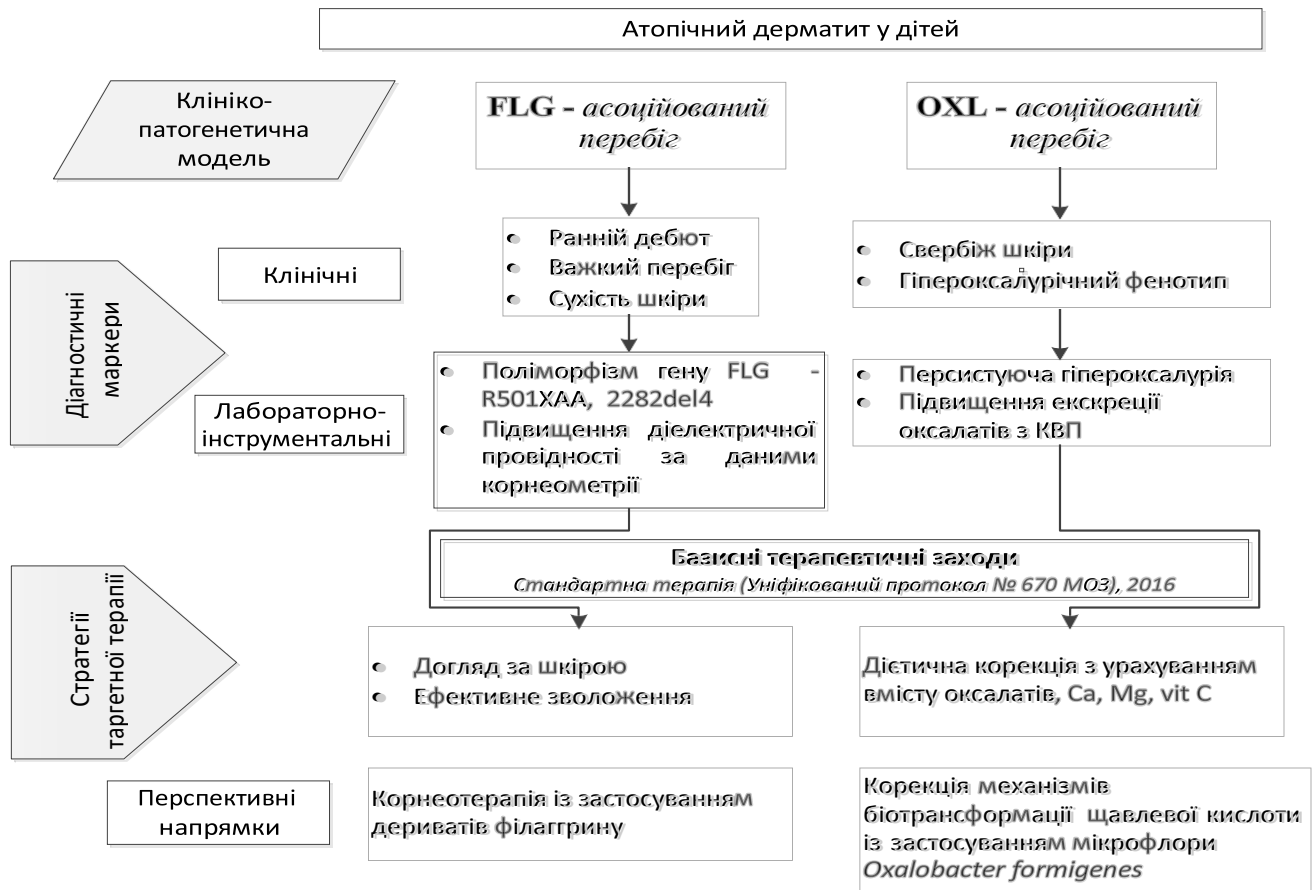 Атопічний дерматит у дітей
Клініко-
патогенетична
модель
FLG - асоційований
перебіг
OXL - асоційований
перебіг
Діагностичні
маркери
Клінічні
• Ранній дебют
• Важкий перебіг
• Сухість шкіри
• Свербіж шкіри
• Гіпероксалурічний фенотип
Лабораторно-
інструментальні
• Поліморфізм гену FLG -
R501XAA, 2282del4
• Підвищення діелектричної
провідності за даними
корнеометрії
• Персистуюча гіпероксалурія
• Підвищення екскреції
оксалатів з КВП
Базисні терапевтичні заходи
Стандартна терапія (Уніфікований протокол № 670 МОЗ), 2016
Стратегії
таргетної терапії
• Догляд за шкірою
• Ефективне зволоження
Дієтична корекція з урахуванням
вмісту оксалатів, Ca, Mg, vit C
Перспективні
напрямки
Корнеотерапія із застосуванням
дериватів філаггрину
Корекція механізмів
біотрансформації щавлевої кислоти
із застосуванням мікрофлори
Oxalobacter formigenes